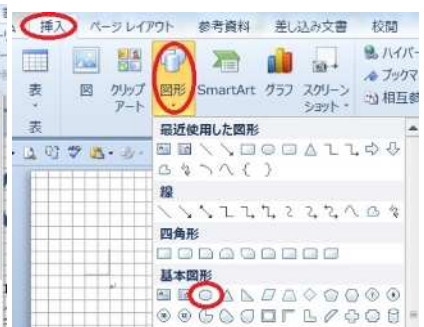 挿入 ページ レイアウト 参考資料 差し込み文書 校閲
表 図 クリップ アート 図形 SmartArt グラフ スクリーン ショット
ハイパー
ブックマ
相互参
表
最近使用した図形
線
四角形
基本図形